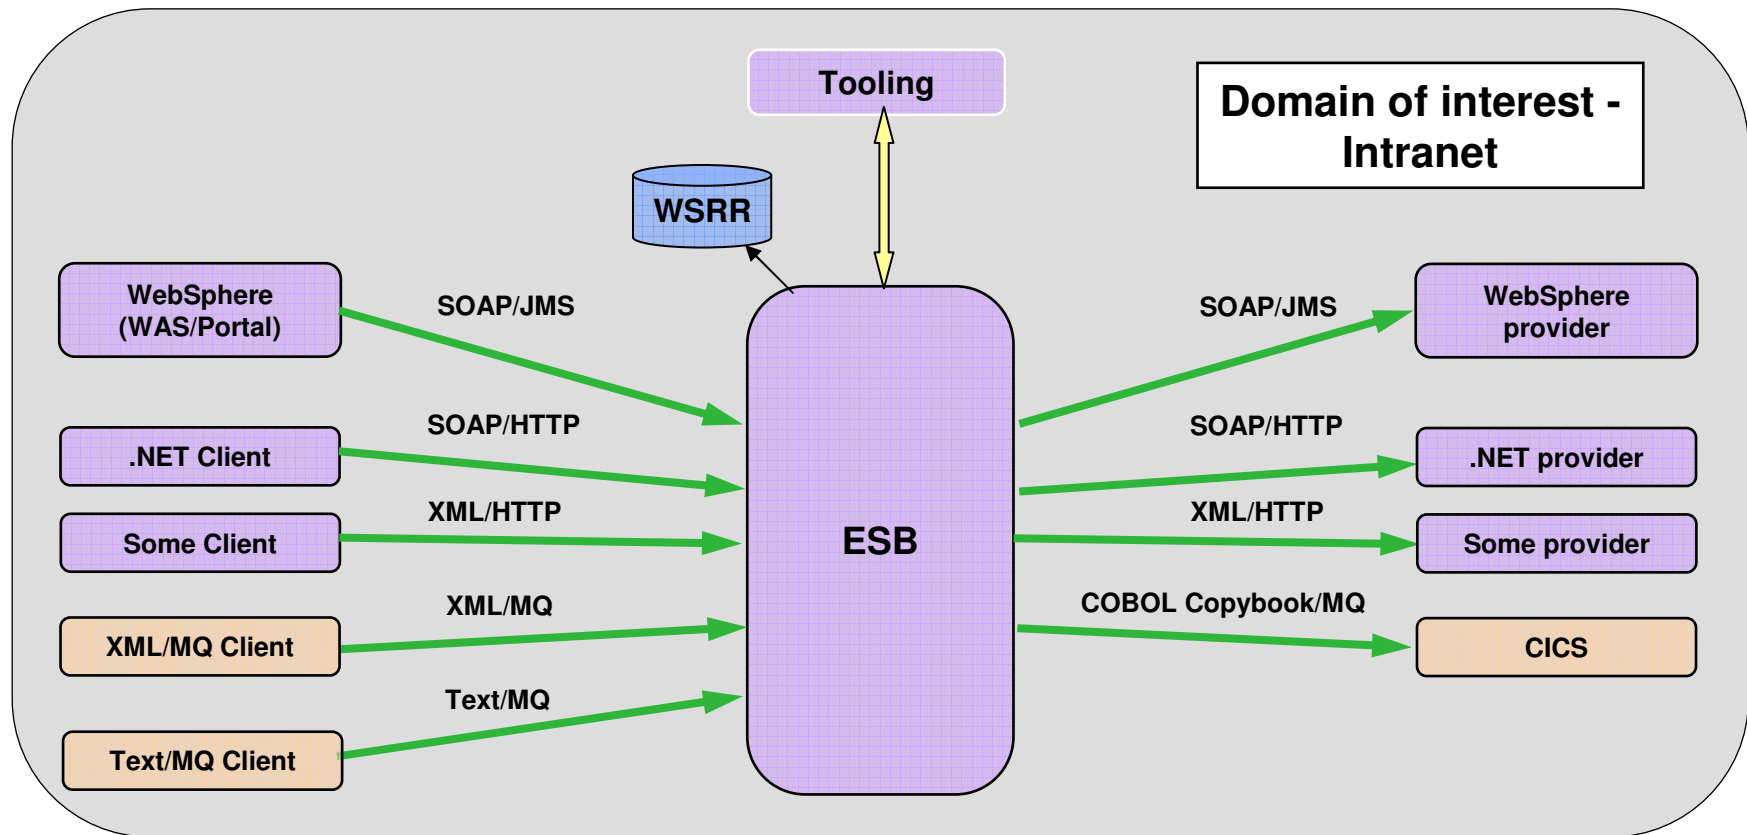 Tooling
Domain of interest -
Intranet
WSRR
WebSphere
(WAS/Portal)
SOAP/JMS
SOAP/JMS
WebSphere
provider
.NET Client
SOAP/HTTP
SOAP/HTTP
.NET provider
Some Client
XML/HTTP
ESB
XML/HTTP
Some provider
XML/MQ Client
XML/MQ
COBOL Copybook/MQ
CICS
Text/MQ Client
Text/MQ